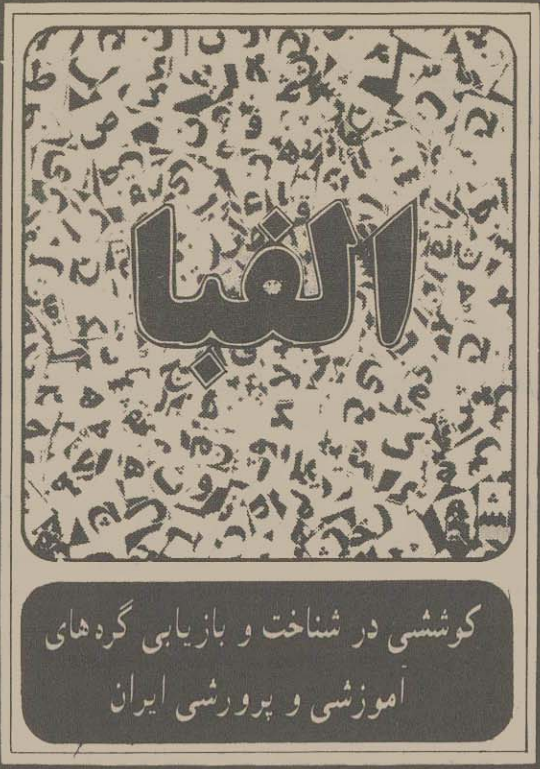 الفبا
کوششی در شناخت و بازیابی گره‌های
آموزشی و پرورشی ایران